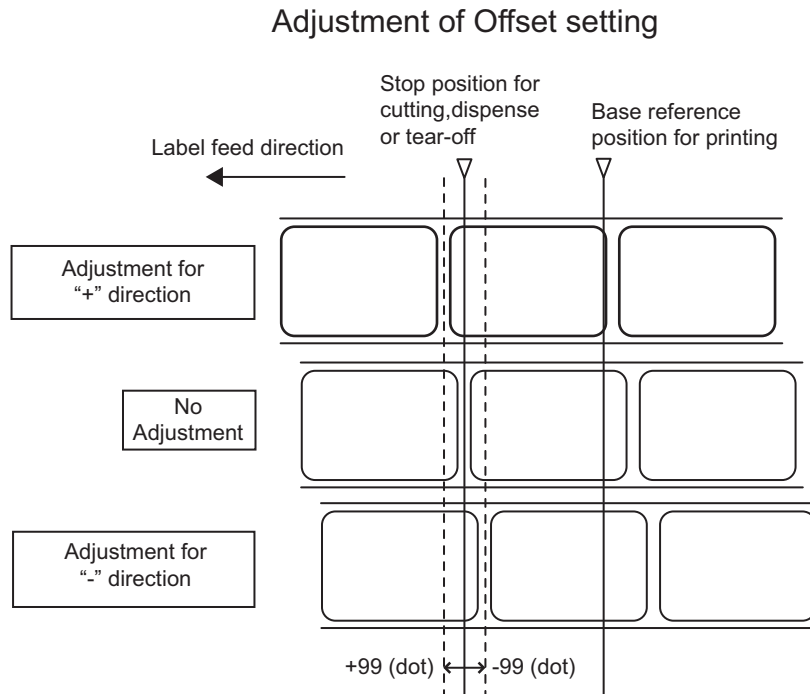 Adjustment of Offset setting
Stop position for
cutting,dispense
or tear-off
Base reference
position for printing
Label feed direction
Adjustment for
“+” direction
No
Adjustment
Adjustment for
“-” direction
+99 (dot)
-99 (dot)